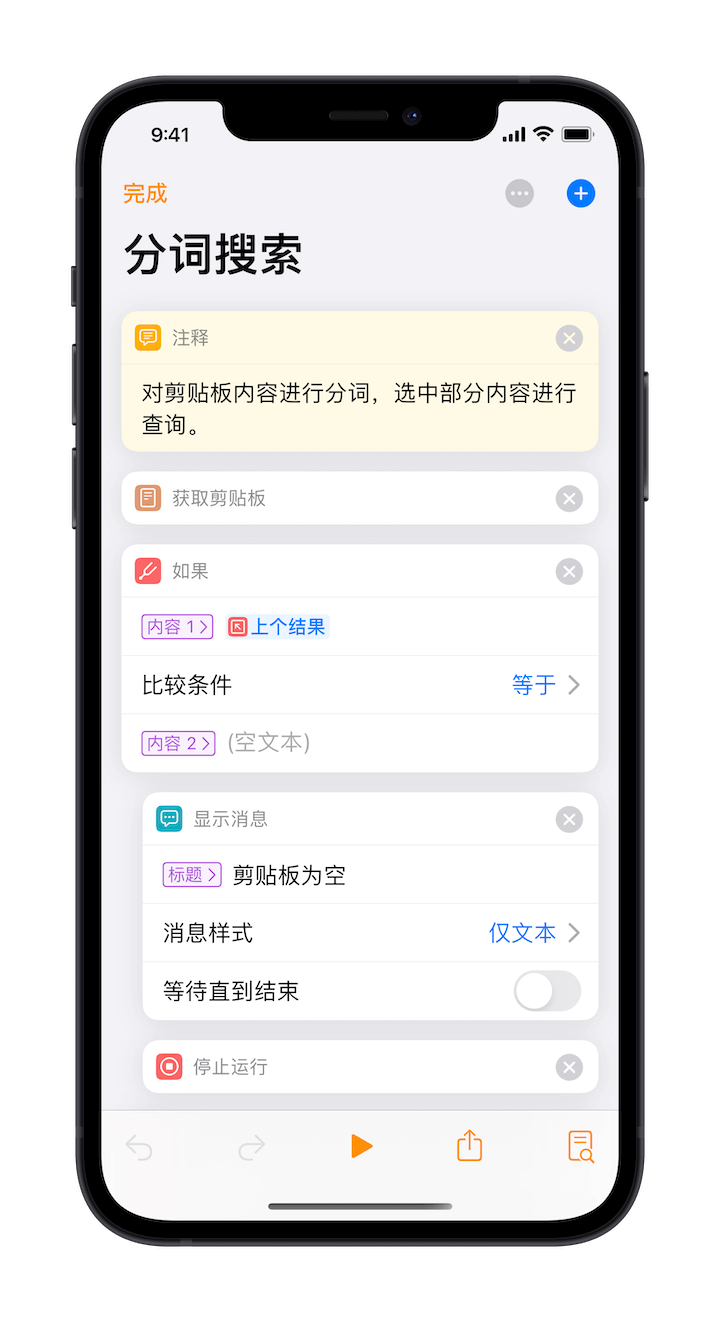 9:41
完成
分词搜索
注释
对剪贴板内容进行分词，选中部分内容进行
查询。
获取剪贴板
如果
内容 1 上个结果
比较条件 等于
内容 2 (空文本)
显示消息
标题 剪贴板为空
消息样式 仅文本
等待直到结束
停止运行